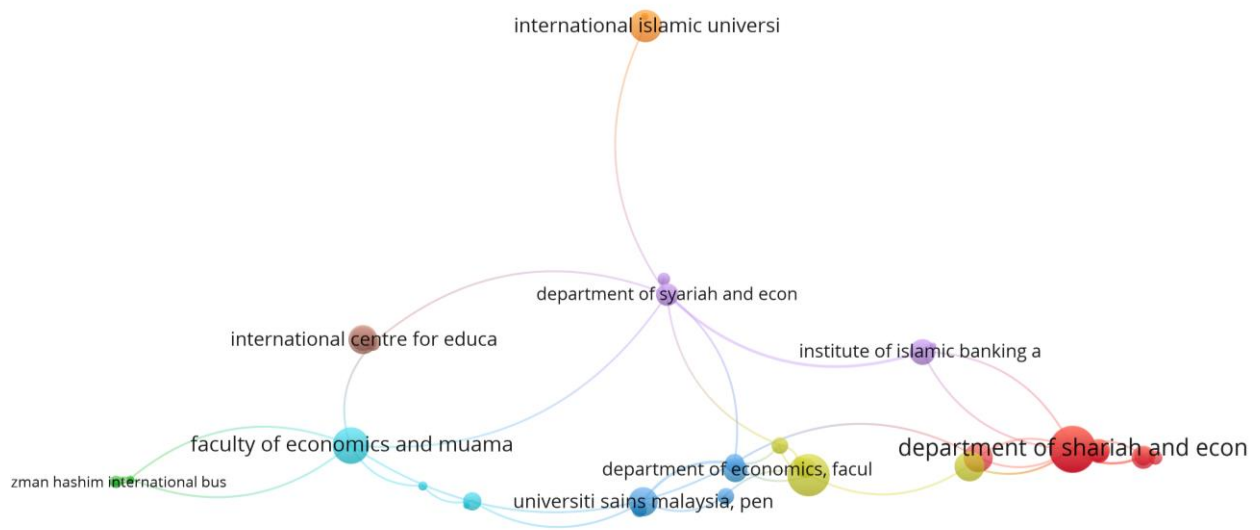 international islamic universi
department of syariah and econ
international centre for educa
institute of islamic banking a
faculty of economics and muama
department of shariah and econ
department of economics, facul
zman hashim international bus
universiti sains malaysia, pen